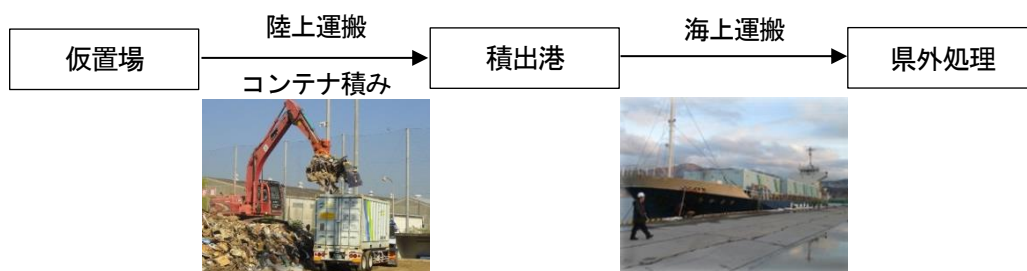 陸上運搬
海上運搬
仮置場
積出港
県外処理
コンテナ積み